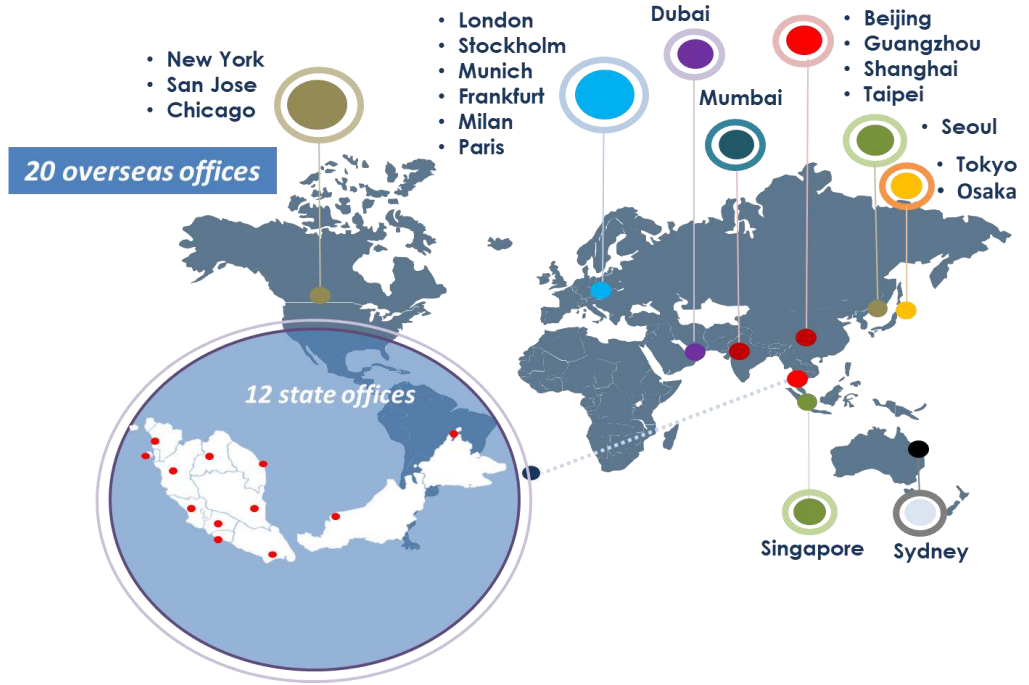 • New York
• San Jose
• Chicago
20 overseas offices
• London
• Stockholm
• Munich
• Frankfurt
• Milan
• Paris
Dubai
Mumbai
• Beijing
• Guangzhou
• Shanghai
• Taipei
• Seoul
• Tokyo
• Osaka
12 state offices
Singapore
Sydney